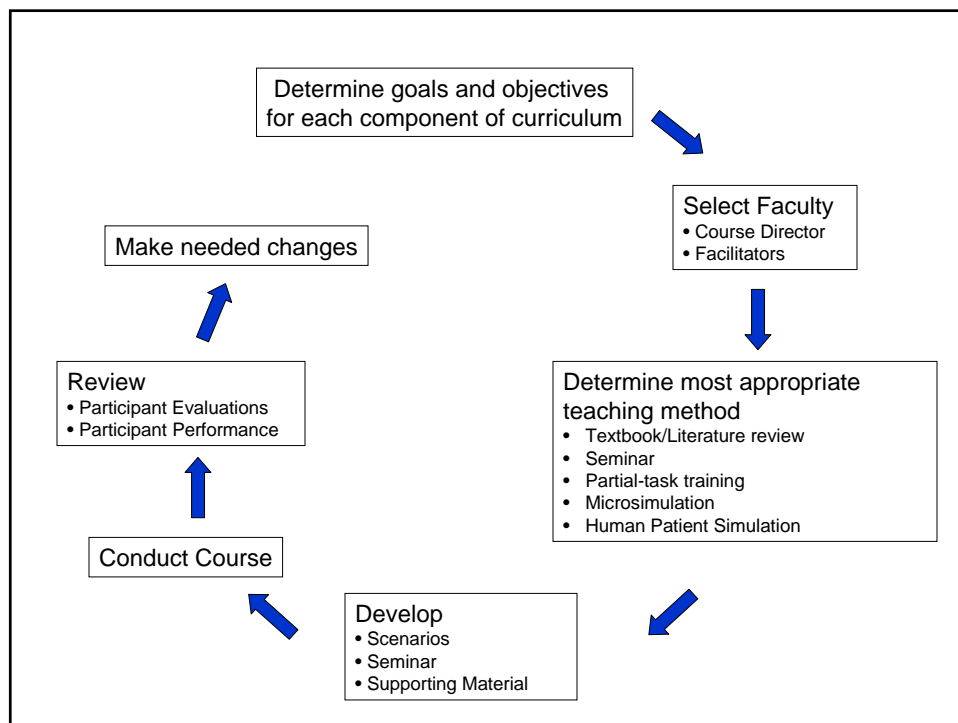 Determine goals and objectives
for each component of curriculum
Select Faculty
• Course Director
• Facilitators
Determine most appropriate
teaching method
• Textbook/Literature review
• Seminar
• Partial-task training
• Microsimulation
• Human Patient Simulation
Develop
• Scenarios
• Seminar
• Supporting Material
Conduct Course
Review
• Participant Evaluations
• Participant Performance
Make needed changes